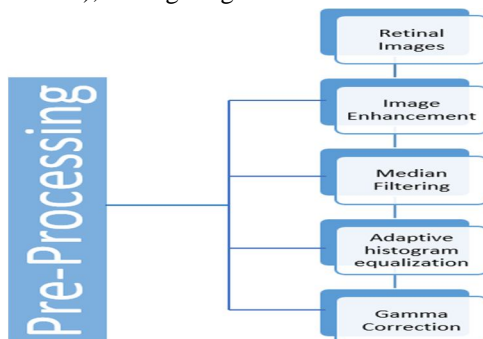 Pre-Processing
Retinal
Images
Image
Enhancement
Median
Filtering
Adaptive
histogram
equalization
Gamma
Correction